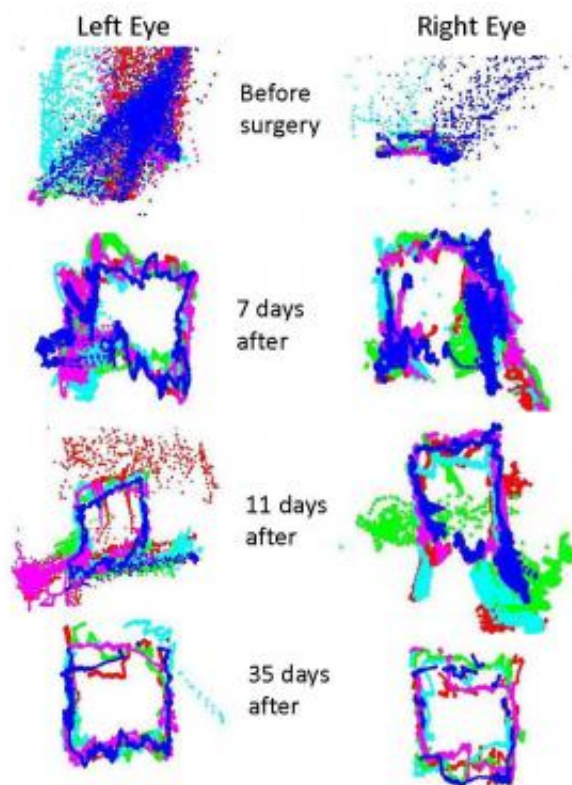 Left Eye
Right Eye
Before
surgery
7 days
after
11 days
after
35 days
after